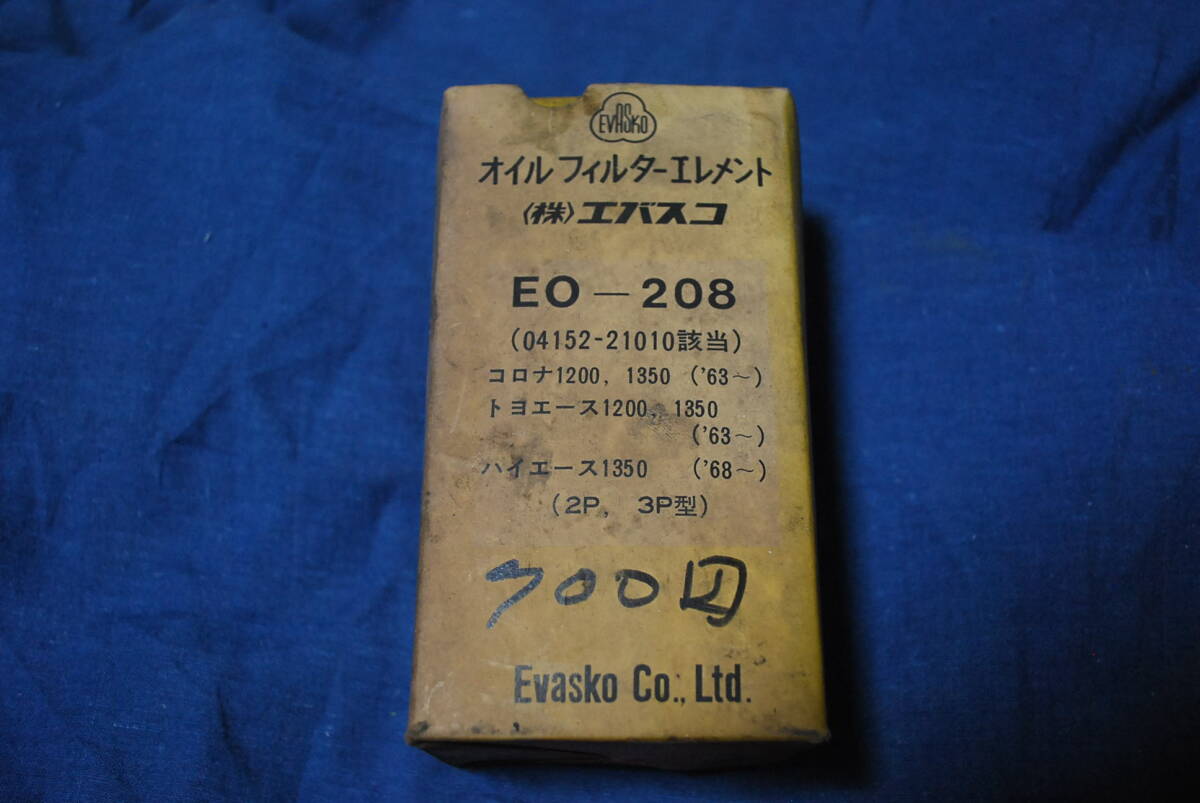 EVASKO
オイルフィルターエレメント
〈株〉エバスコ
EO—208
(04152-21010該当)
コロナ1200, 1350 ('63〜)
トヨエース1200, 1350
('63〜)
ハイエース1350 ('68〜)
(2P, 3P型)
700円
Evasko Co., Ltd.